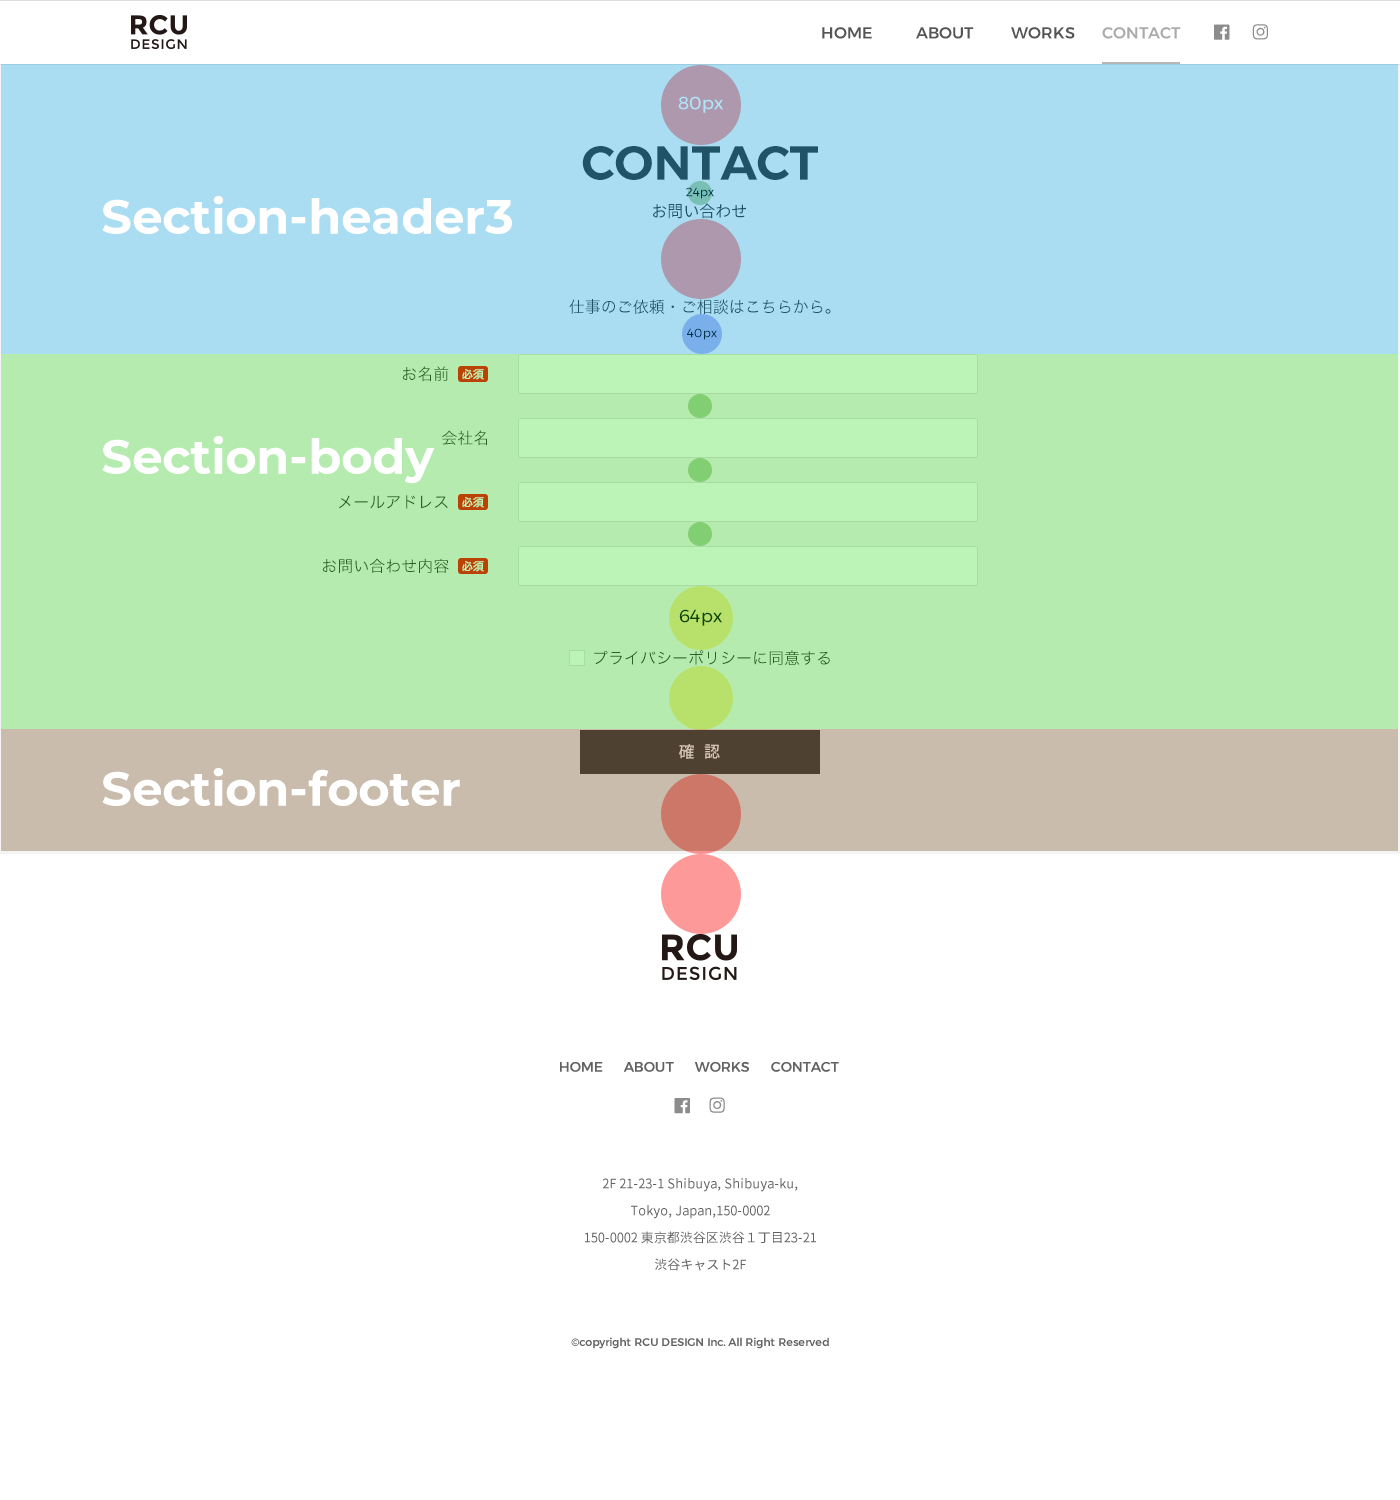 RCU
DESIGN
HOME ABOUT WORKS CONTACT
80px
CONTACT
24px
お問い合わせ
Section-header3
仕事のご依頼・ご相談はこちらから。
40px
お名前 必須
会社名
Section-body
メールアドレス 必須
お問い合わせ内容 必須
64px
プライバシーポリシーに同意する
確 認
Section-footer
RCU
DESIGN
HOME ABOUT WORKS CONTACT
2F 21-23-1 Shibuya, Shibuya-ku,
Tokyo, Japan,150-0002
150-0002 東京都渋谷区渋谷１丁目23-21
渋谷キャスト2F
©copyright RCU DESIGN Inc. All Right Reserved